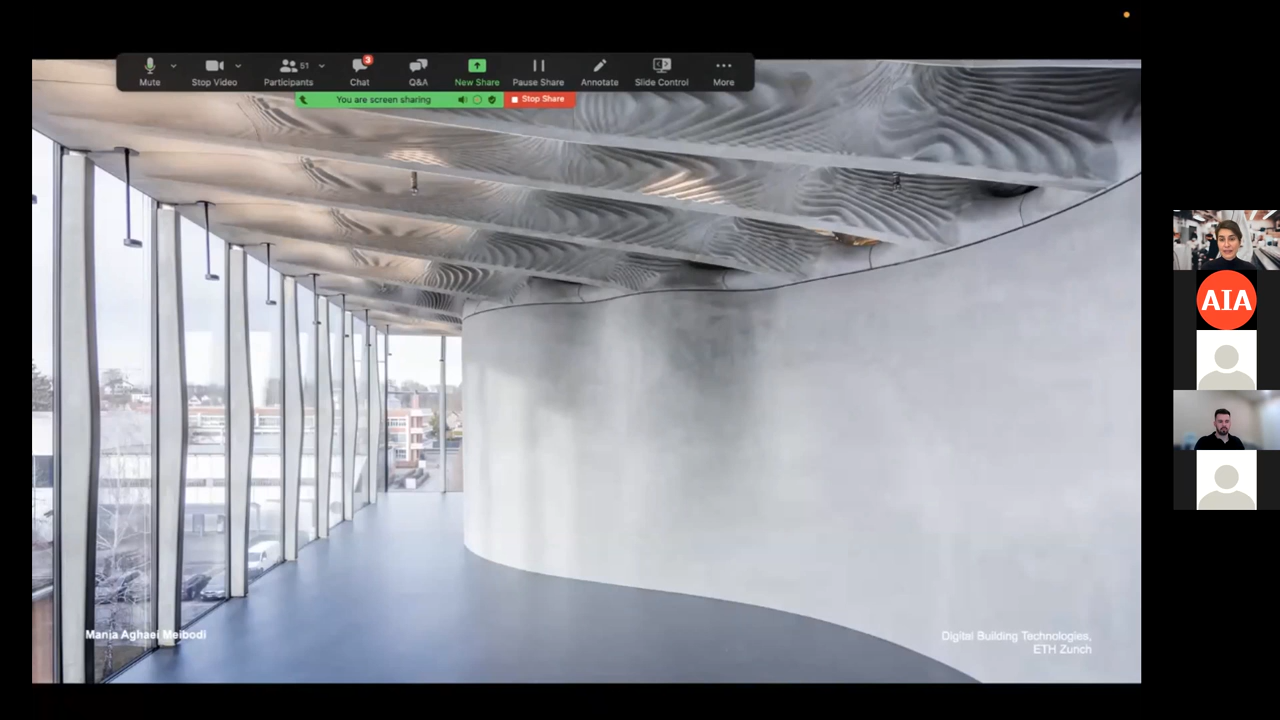 Mute
Stop Video
Participants
51
Chat
3
Q&A
New Share
Pause Share
Annotate
Slide Control
More
You are screen sharing
Stop Share
AIA
Mania Aghaei Meibodi
Digital Building Technologies,
ETH Zurich